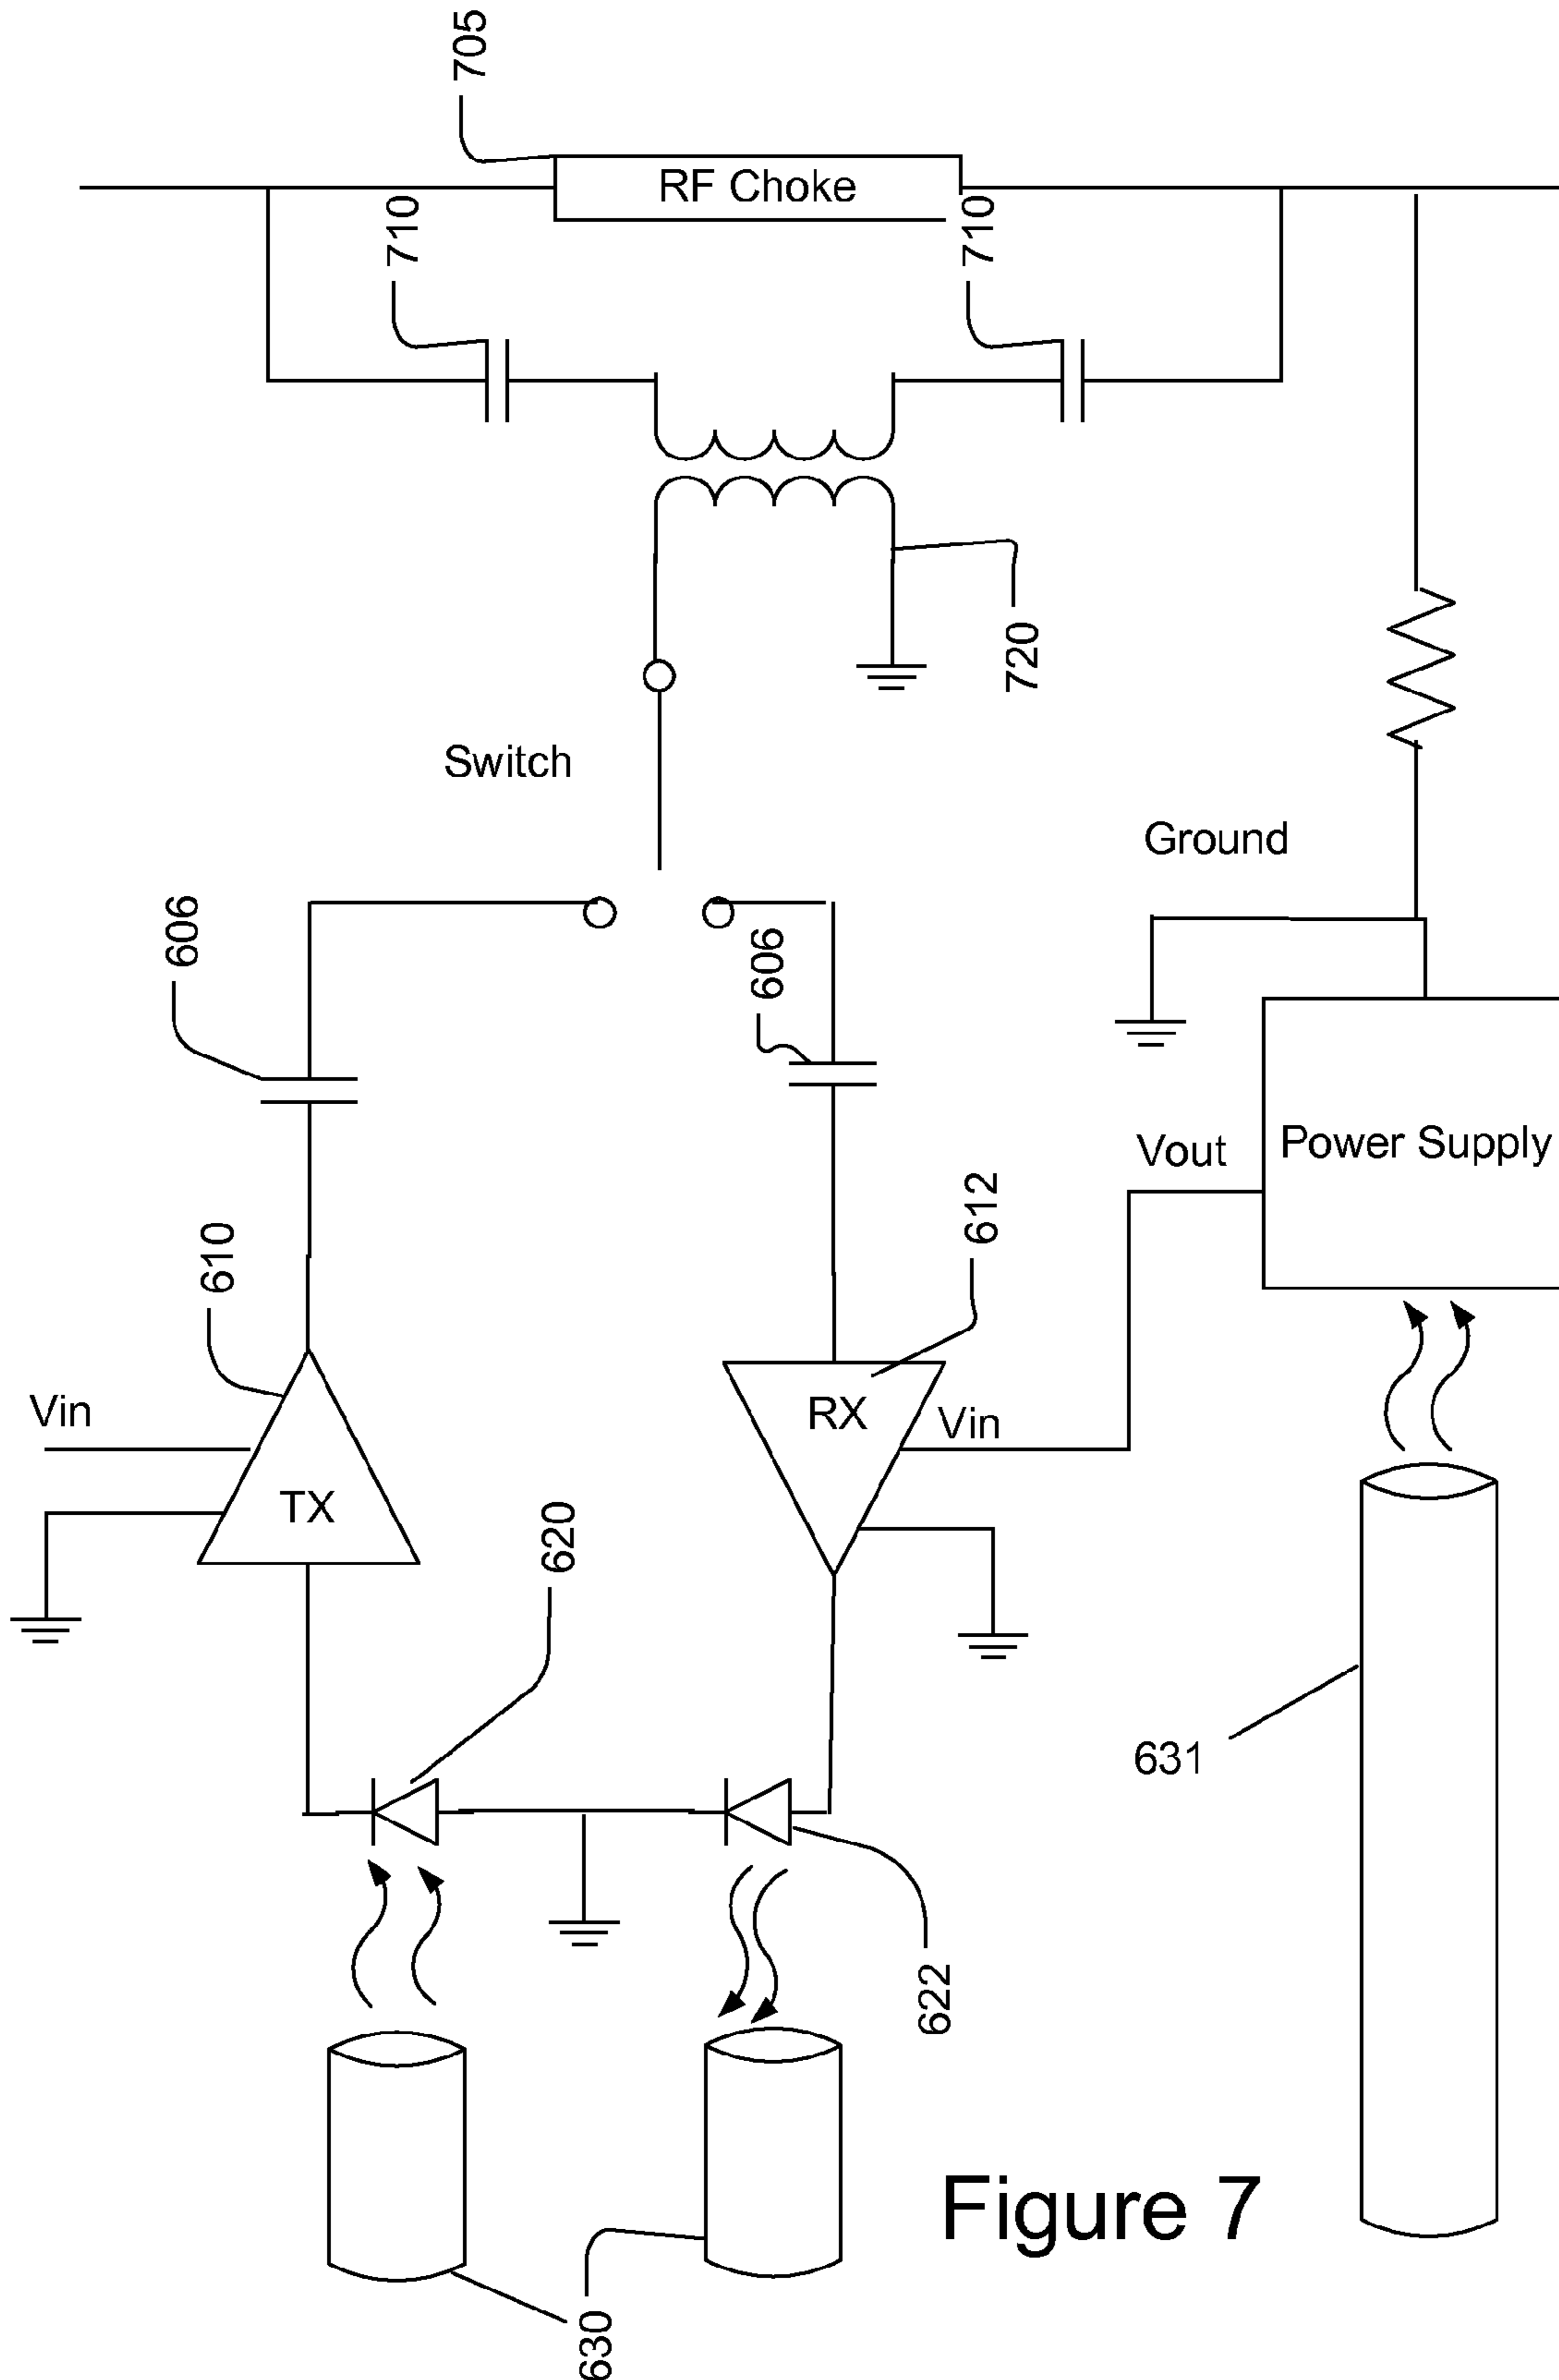 705
RF Choke
710
710
720
Switch
Ground
606
606
Vout
Power Supply
612
610
Vin
RX
Vin
TX
620
631
622
630
Figure 7